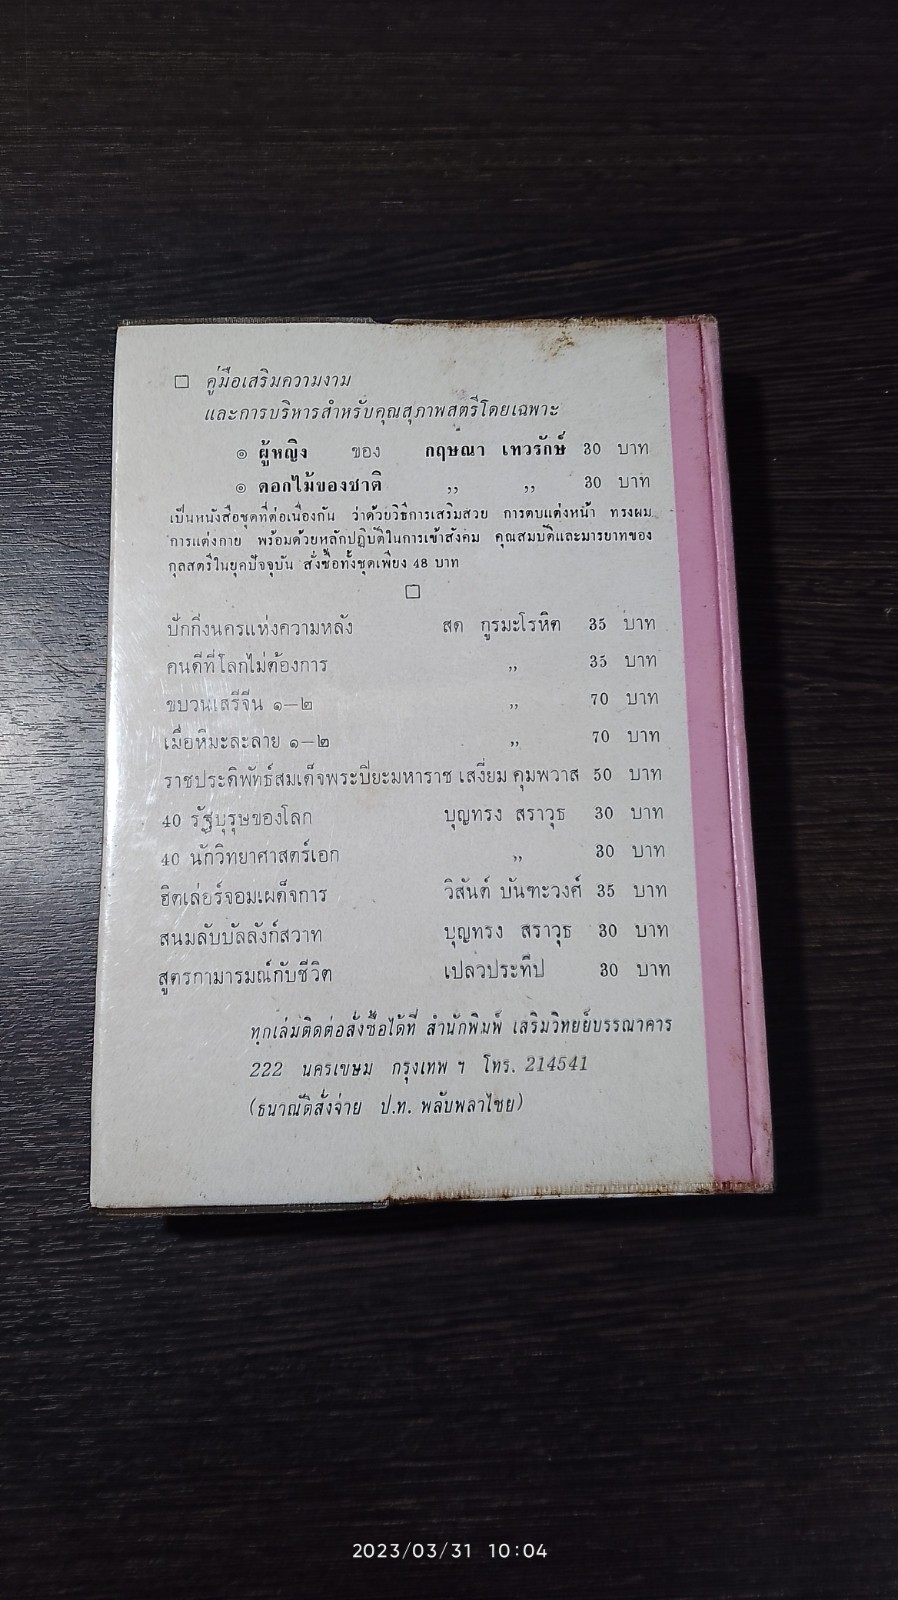 □ คู่มือเสริมความงาม
และการบริหารสำหรับคุณสุภาพสตรีโดยเฉพาะ
๏ ผู้หญิง ของ กฤษณา เทวรักษ์ 30 บาท
๏ ดอกไม้ของชาติ ,, ,, 30 บาท
เป็นหนังสือชุดที่ต่อเนื่องกัน ว่าด้วยวิธีการเสริมสวย การตบแต่งหน้า ทรงผม
การแต่งกาย พร้อมด้วยหลักปฏิบัติในการเข้าสังคม คุณสมบัติและมารยาทของ
กุลสตรีในยุคปัจจุบัน สั่งซื้อทั้งชุดเพียง 48 บาท
□
ปักกิ่งนครแห่งความหลัง สด กูรมะโรหิต 35 บาท
คนดีที่โลกไม่ต้องการ ,, 35 บาท
ขบวนเสรีจีน ๑—๒ ,, 70 บาท
เมื่อหิมะละลาย ๑—๒ ,, 70 บาท
ราชประดิพัทธ์สมเด็จพระปิยะมหาราช เสงี่ยม คุมพวาส 50 บาท
40 รัฐบุรุษของโลก บุญทรง สราวุธ 30 บาท
40 นักวิทยาศาสตร์เอก ,, 30 บาท
ฮิตเล่อร์จอมเผด็จการ วิสันต์ บันฑะวงศ์ 35 บาท
สนมลับบัลลังก์สวาท บุญทรง สราวุธ 30 บาท
สูตรกามารมณ์กับชีวิต เปลวประทีป 30 บาท
ทุกเล่มติดต่อสั่งซื้อได้ที่ สำนักพิมพ์ เสริมวิทย์บรรณาคาร
222 นครเขษม กรุงเทพ ฯ โทร. 214541
(ธนาณัติสั่งจ่าย ป.ท. พลับพลาไชย)
2023/03/31 10:04